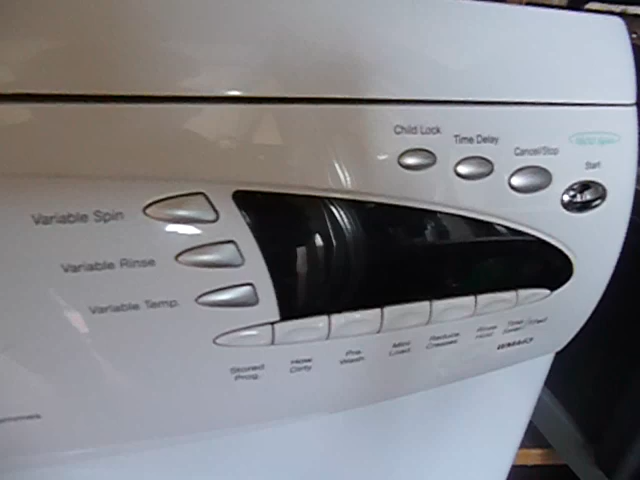 Child Lock
Time Delay
Cancel/Stop
Start
Variable Spin
Variable Rinse
Variable Temp.
Stored
Prog.
How
Dirty
Pre
Wash
Mini
Load
Reduce
Creases
Rinse
Hold